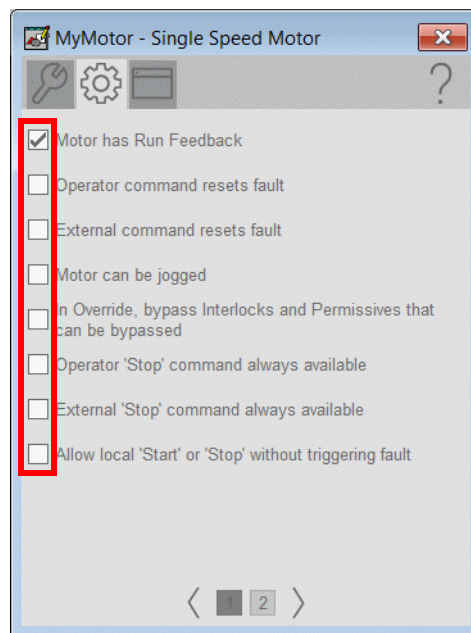 MyMotor - Single Speed Motor
?
Motor has Run Feedback
Operator command resets fault
External command resets fault
Motor can be jogged
In Override, bypass Interlocks and Permissives that
can be bypassed
Operator 'Stop' command always available
External 'Stop' command always available
Allow local 'Start' or 'Stop' without triggering fault
1 2